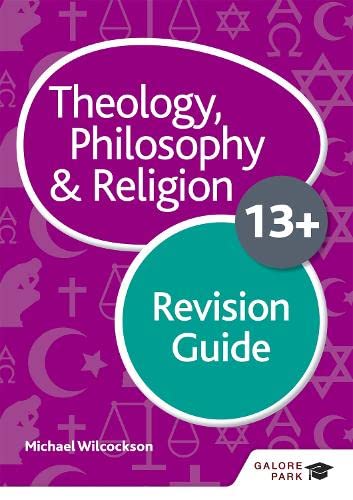 Theology,
Philosophy
& Religion
13+
Revision
Guide
Michael Wilcockson
GALORE
PARK